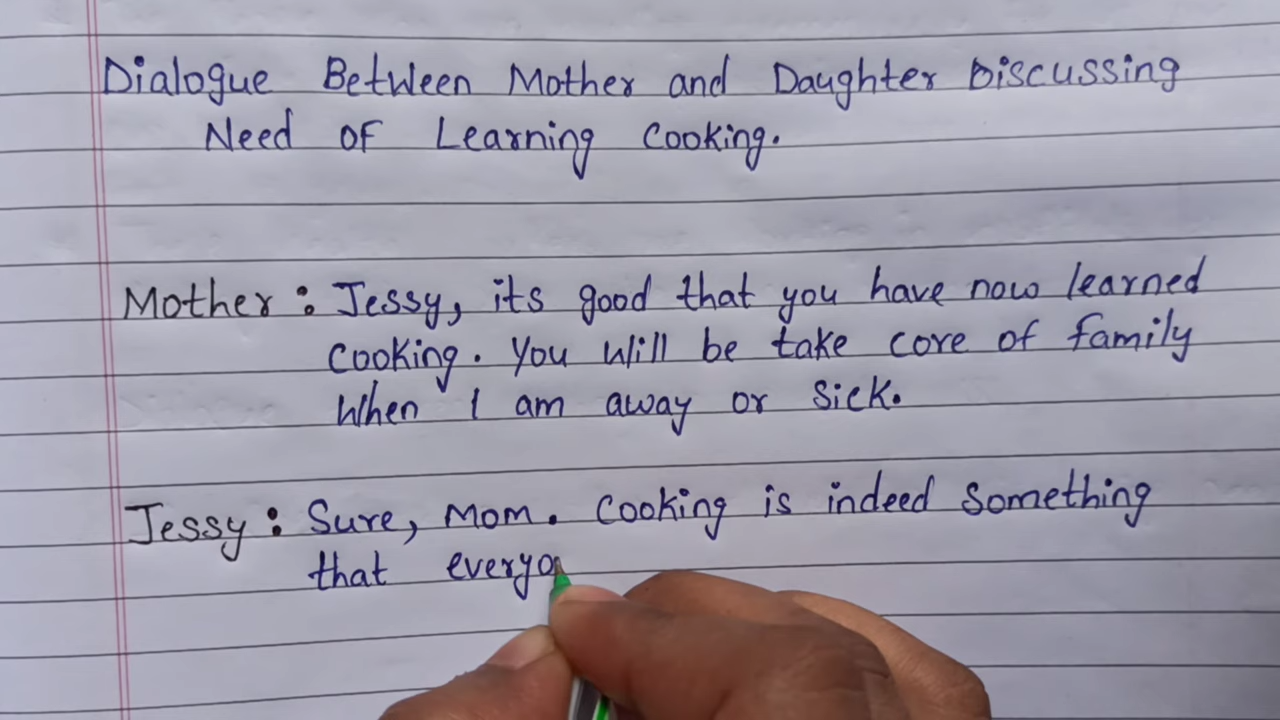 Dialogue Between Mother and Daughter Discussing
Need of Learning Cooking.
Mother : Jessy, its good that you have now learned
cooking. You will be take core of family
When I am away or sick.
Jessy : Sure, Mom. Cooking is indeed something
that everyo